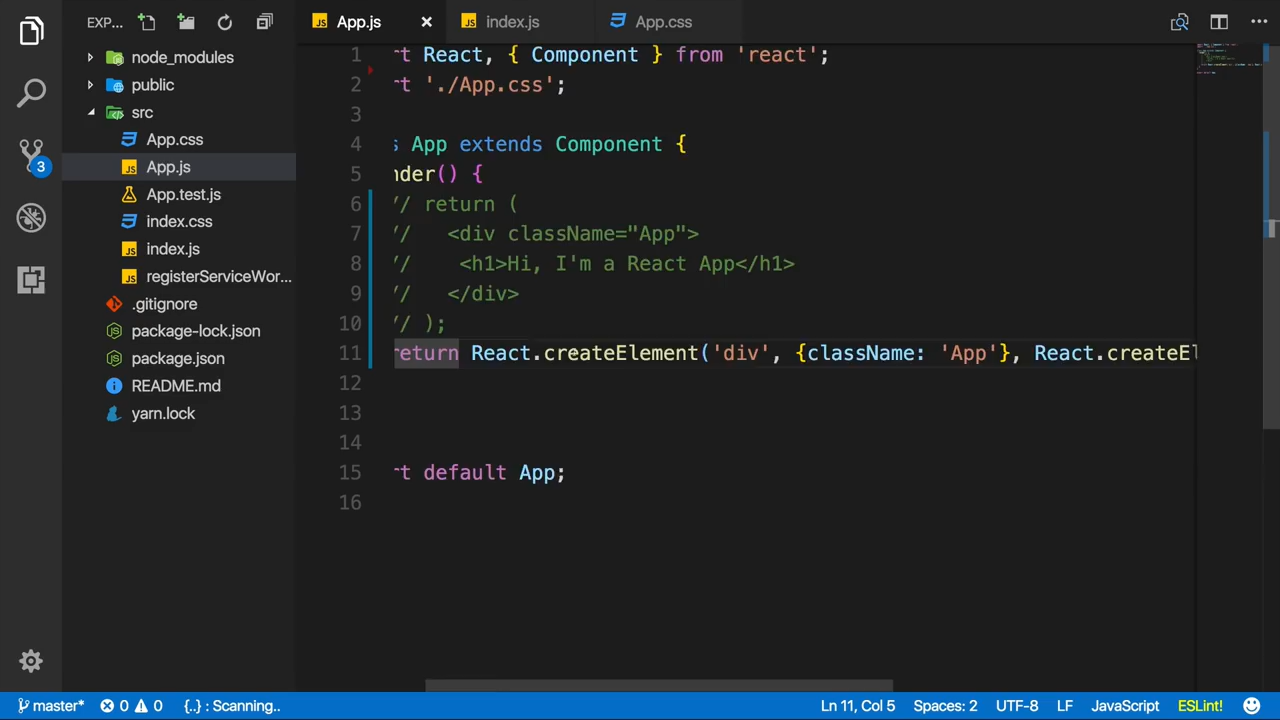 EXP...
App.js
index.js
App.css
node_modules
public
src
App.css
App.js
App.test.js
index.css
index.js
registerServiceWor...
.gitignore
package-lock.json
package.json
README.md
yarn.lock
3
1 rt React, { Component } from 'react';
2 rt './App.css';
3
4 s App extends Component {
5 nder() {
6 // return (
7 // <div className="App">
8 // <h1>Hi, I'm a React App</h1>
9 // </div>
10 // );
11 return React.createElement('div', {className: 'App'}, React.createEl
12
13
14
15 rt default App;
16
master* 0 0 {..} : Scanning.. Ln 11, Col 5 Spaces: 2 UTF-8 LF JavaScript ESLint!